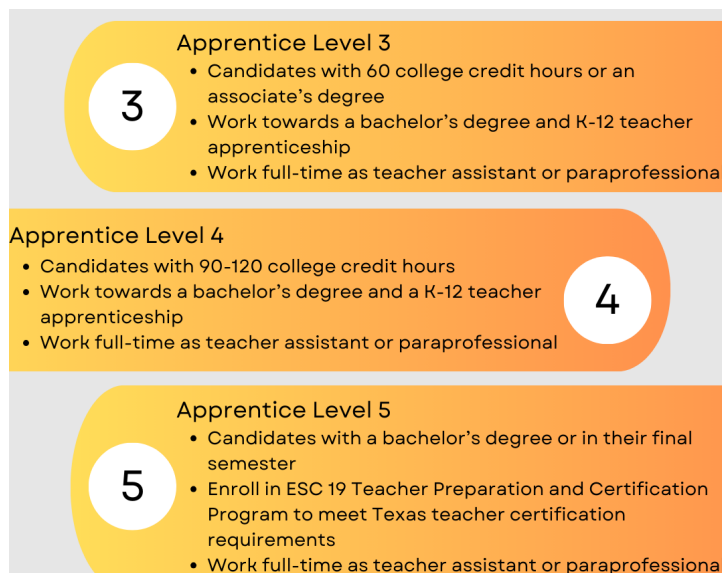 Apprentice Level 3
• Candidates with 60 college credit hours or an
associate's degree
• Work towards a bachelor's degree and K-12 teacher
apprenticeship
• Work full-time as teacher assistant or paraprofessiona
3
Apprentice Level 4
• Candidates with 90-120 college credit hours
• Work towards a bachelor's degree and a K-12 teacher
apprenticeship
• Work full-time as teacher assistant or paraprofessional
4
Apprentice Level 5
• Candidates with a bachelor's degree or in their final
semester
• Enroll in ESC 19 Teacher Preparation and Certification
Program to meet Texas teacher certification
requirements
• Work full-time as teacher assistant or paraprofessiona
5